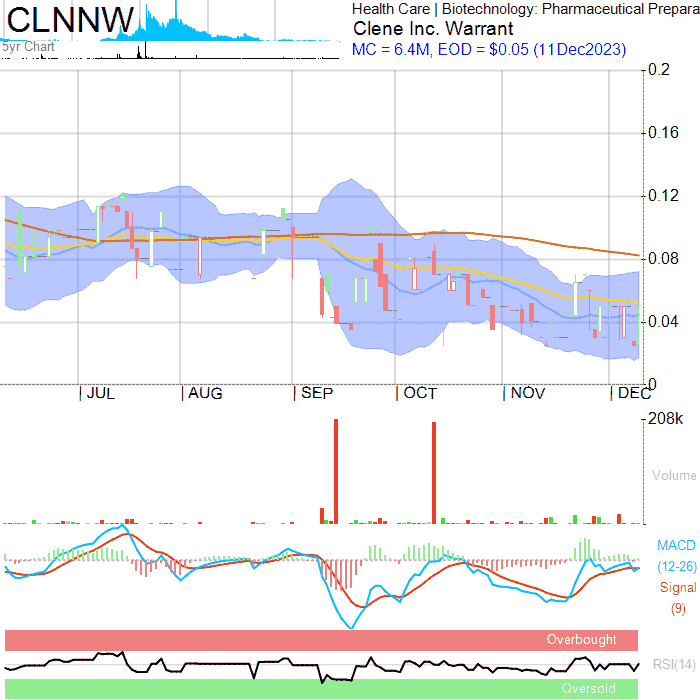 CLNNW
5yr Chart
Health Care | Biotechnology: Pharmaceutical Prepara
Clene Inc. Warrant
MC = 6.4M, EOD = $0.05 (11Dec2023)
0.2
0.16
0.12
0.08
0.04
0
| JUL | AUG | SEP | OCT | NOV | DEC
208k
Volume
MACD
(12-26)
Signal
(9)
Overbought
RSI(14)
Oversold